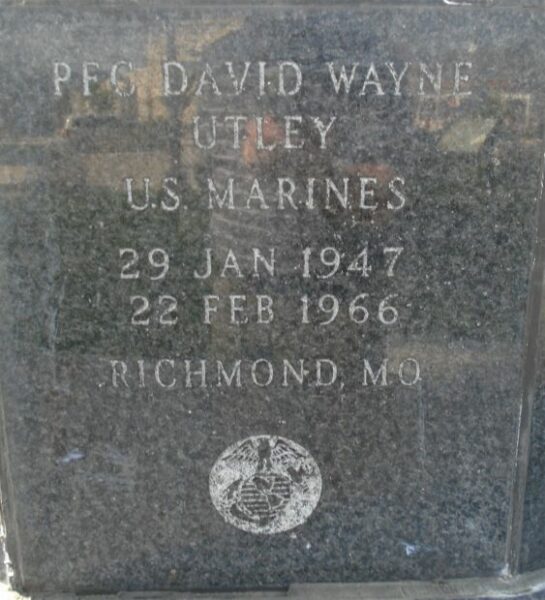 PFC DAVID WAYNE
UTLEY
U.S. MARINES
29 JAN 1947
22 FEB 1966
RICHMOND, MO